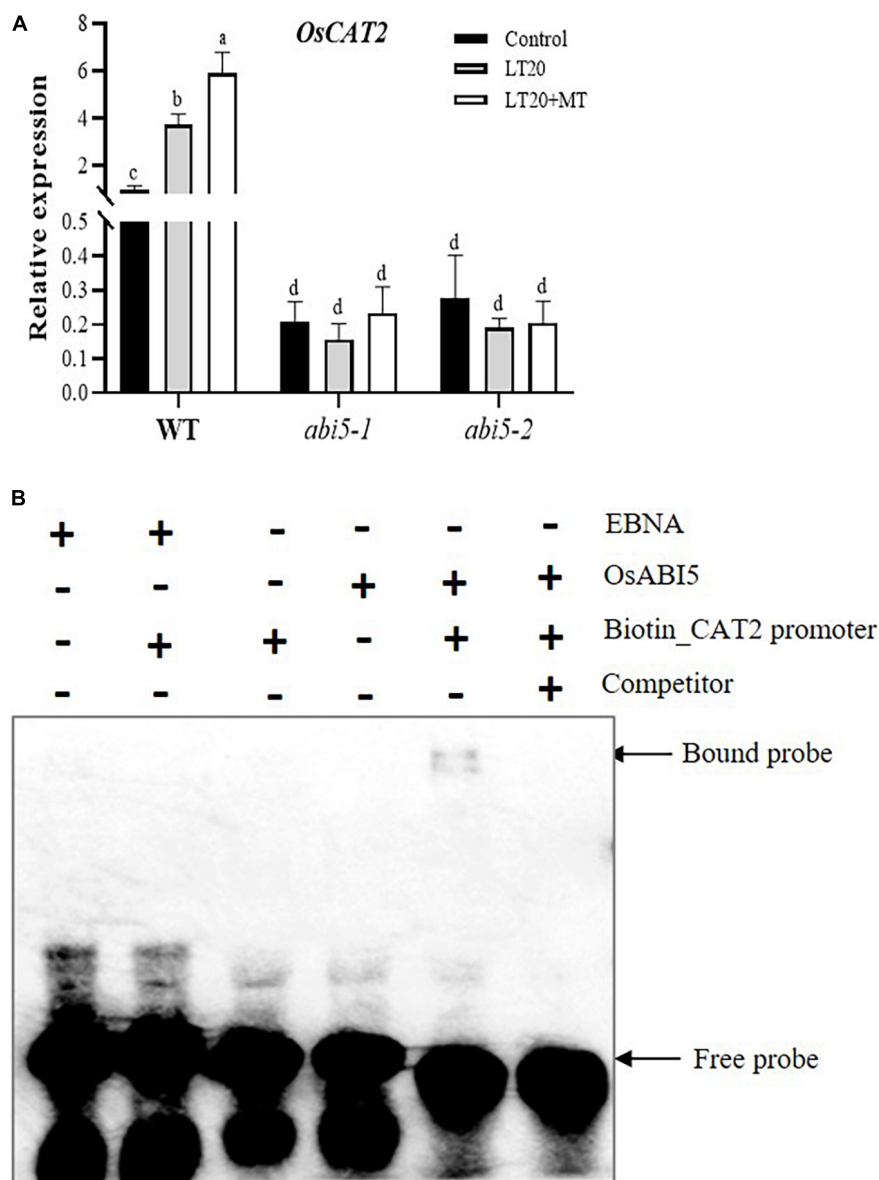 A
OsCAT2
Control
LT20
LT20+MT
Relative expression
8
6
4
2
0.5
0.4
0.3
0.2
0.1
0.0
c
b
a
d
d
d
d
d
d
WT
abi5-1
abi5-2
B
+ + - - - - EBNA
- - - + + + OsABI5
- + + - + + Biotin_CAT2 promoter
- - - - - + Competitor
Bound probe
Free probe